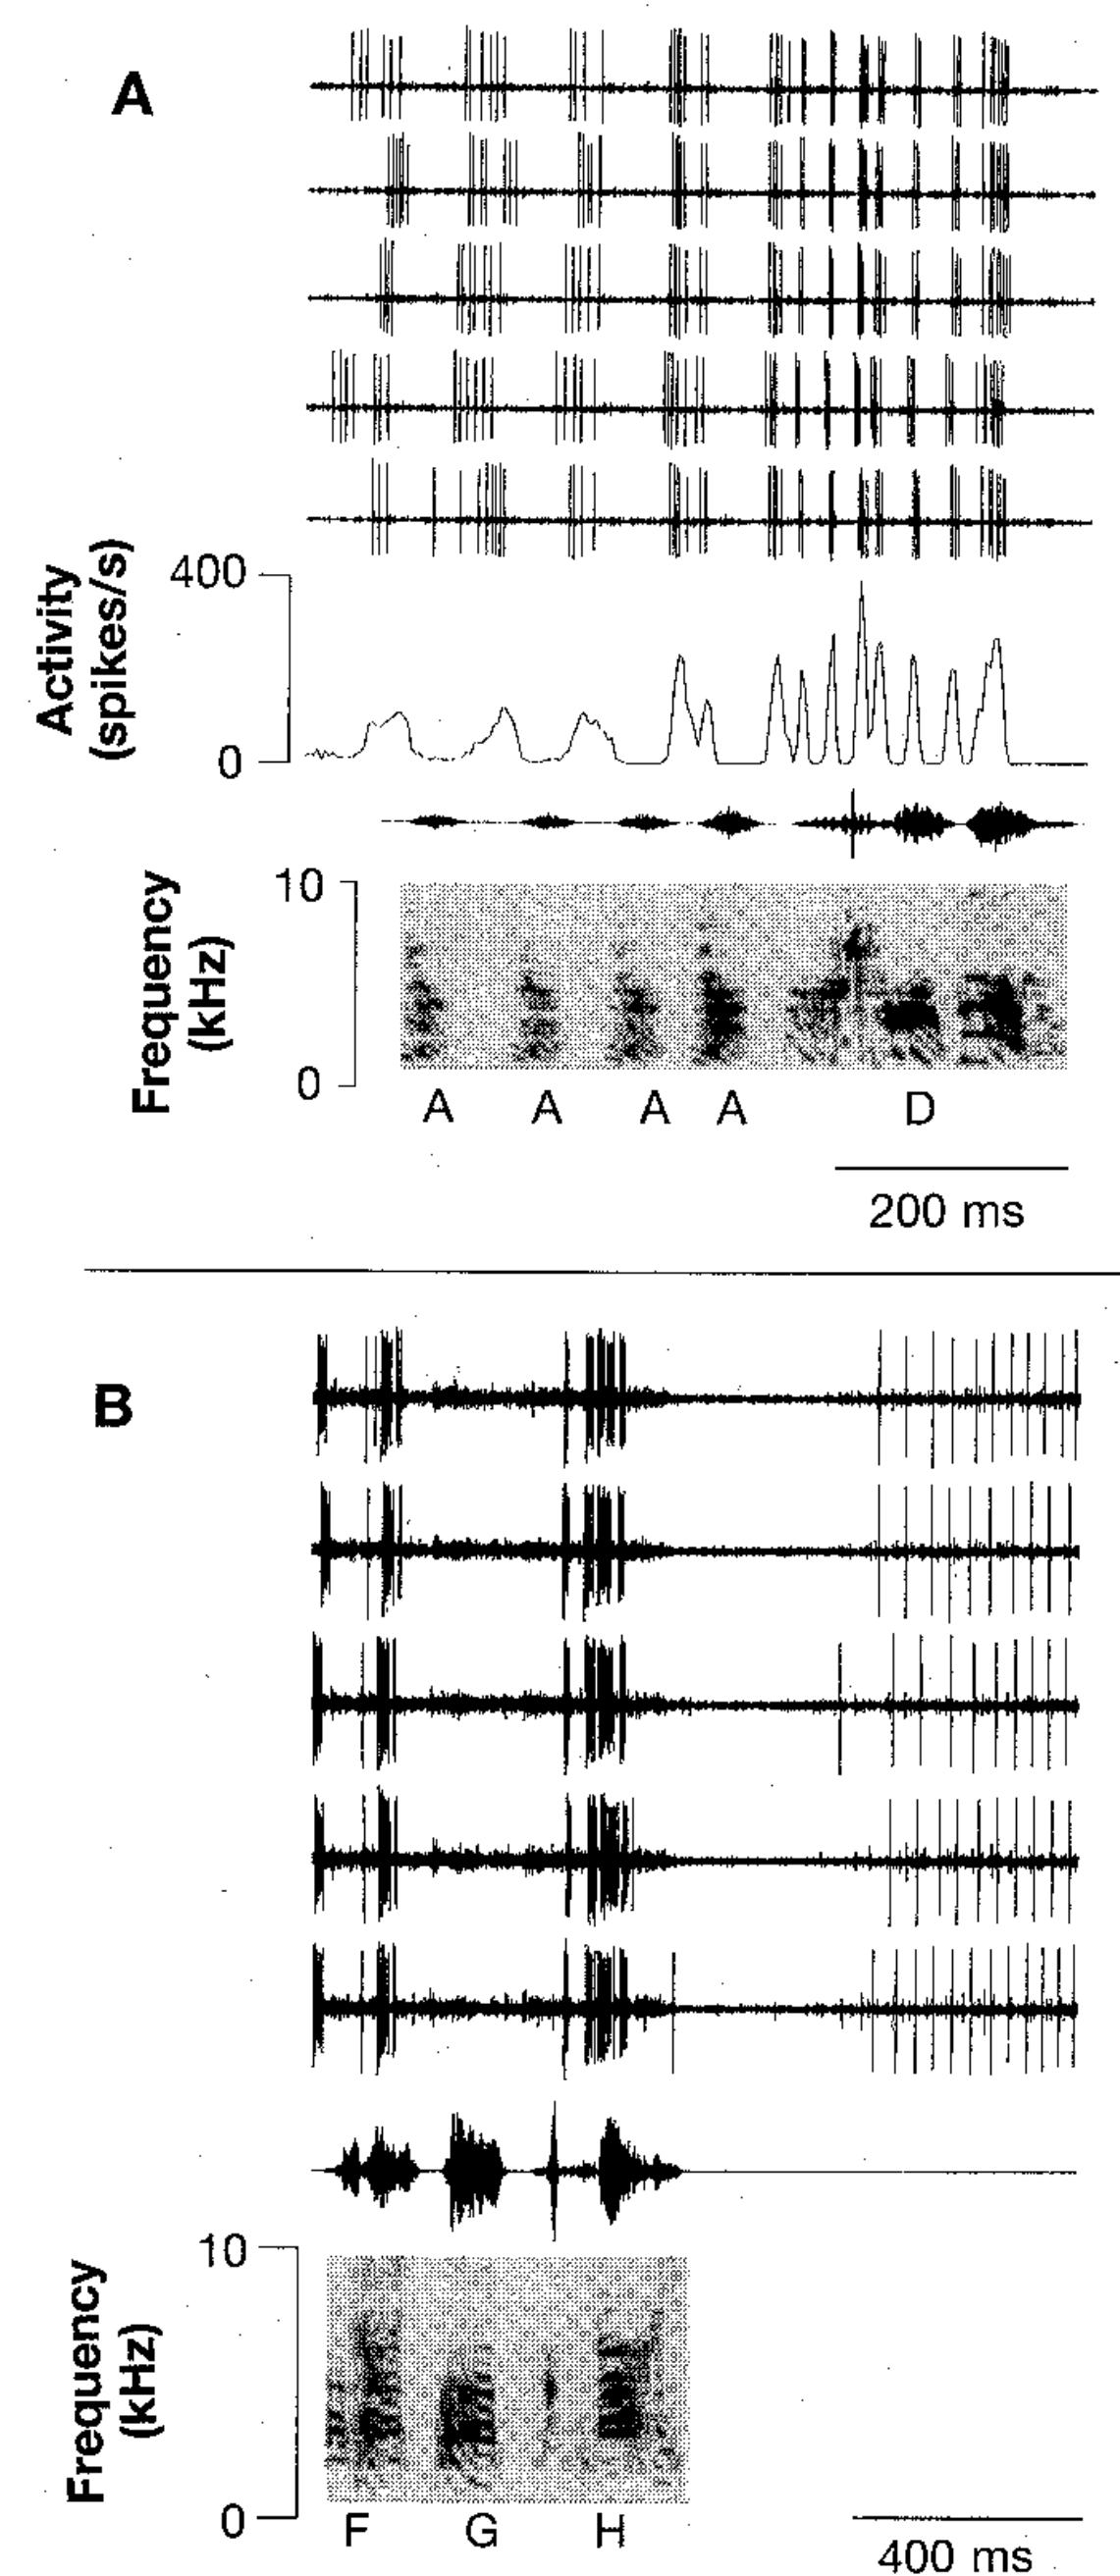 A
Activity
(spikes/s)
400
0
Frequency
(kHz)
10
0
A A A A D
200 ms
B
Frequency
(kHz)
10
0
F G H
400 ms